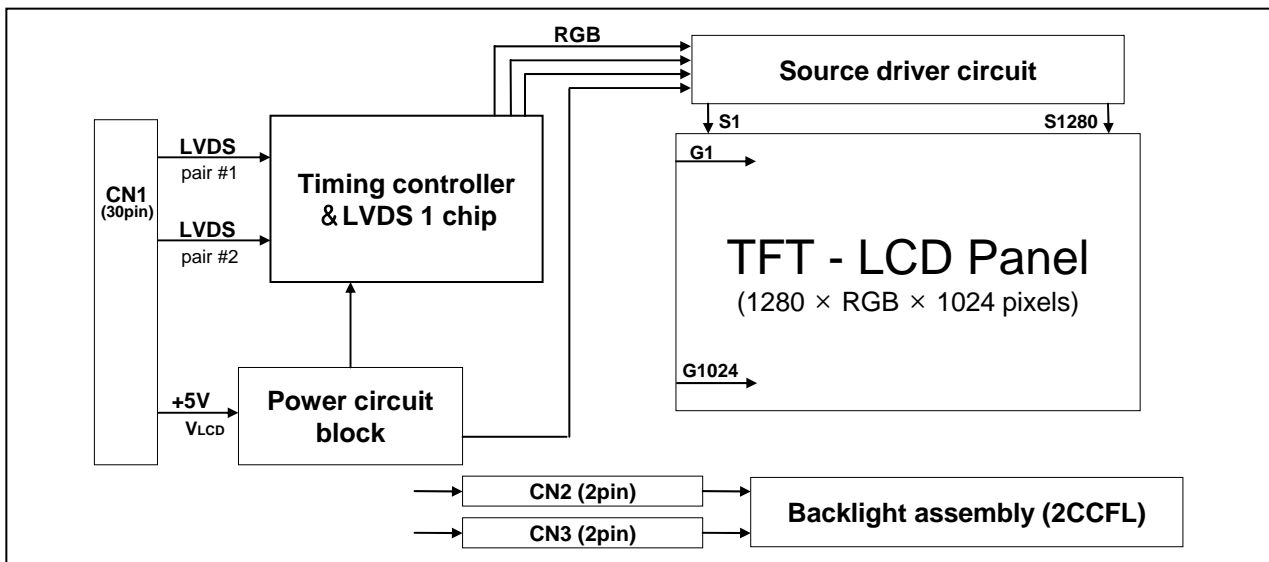 RGB
Source driver circuit
S1
S1280
CN1
(30pin)
LVDS
pair #1
LVDS
pair #2
Timing controller
＆LVDS 1 chip
G1
TFT - LCD Panel
(1280 × RGB × 1024 pixels)
G1024
+5V
VLCD
Power circuit
block
CN2 (2pin)
CN3 (2pin)
Backlight assembly (2CCFL)